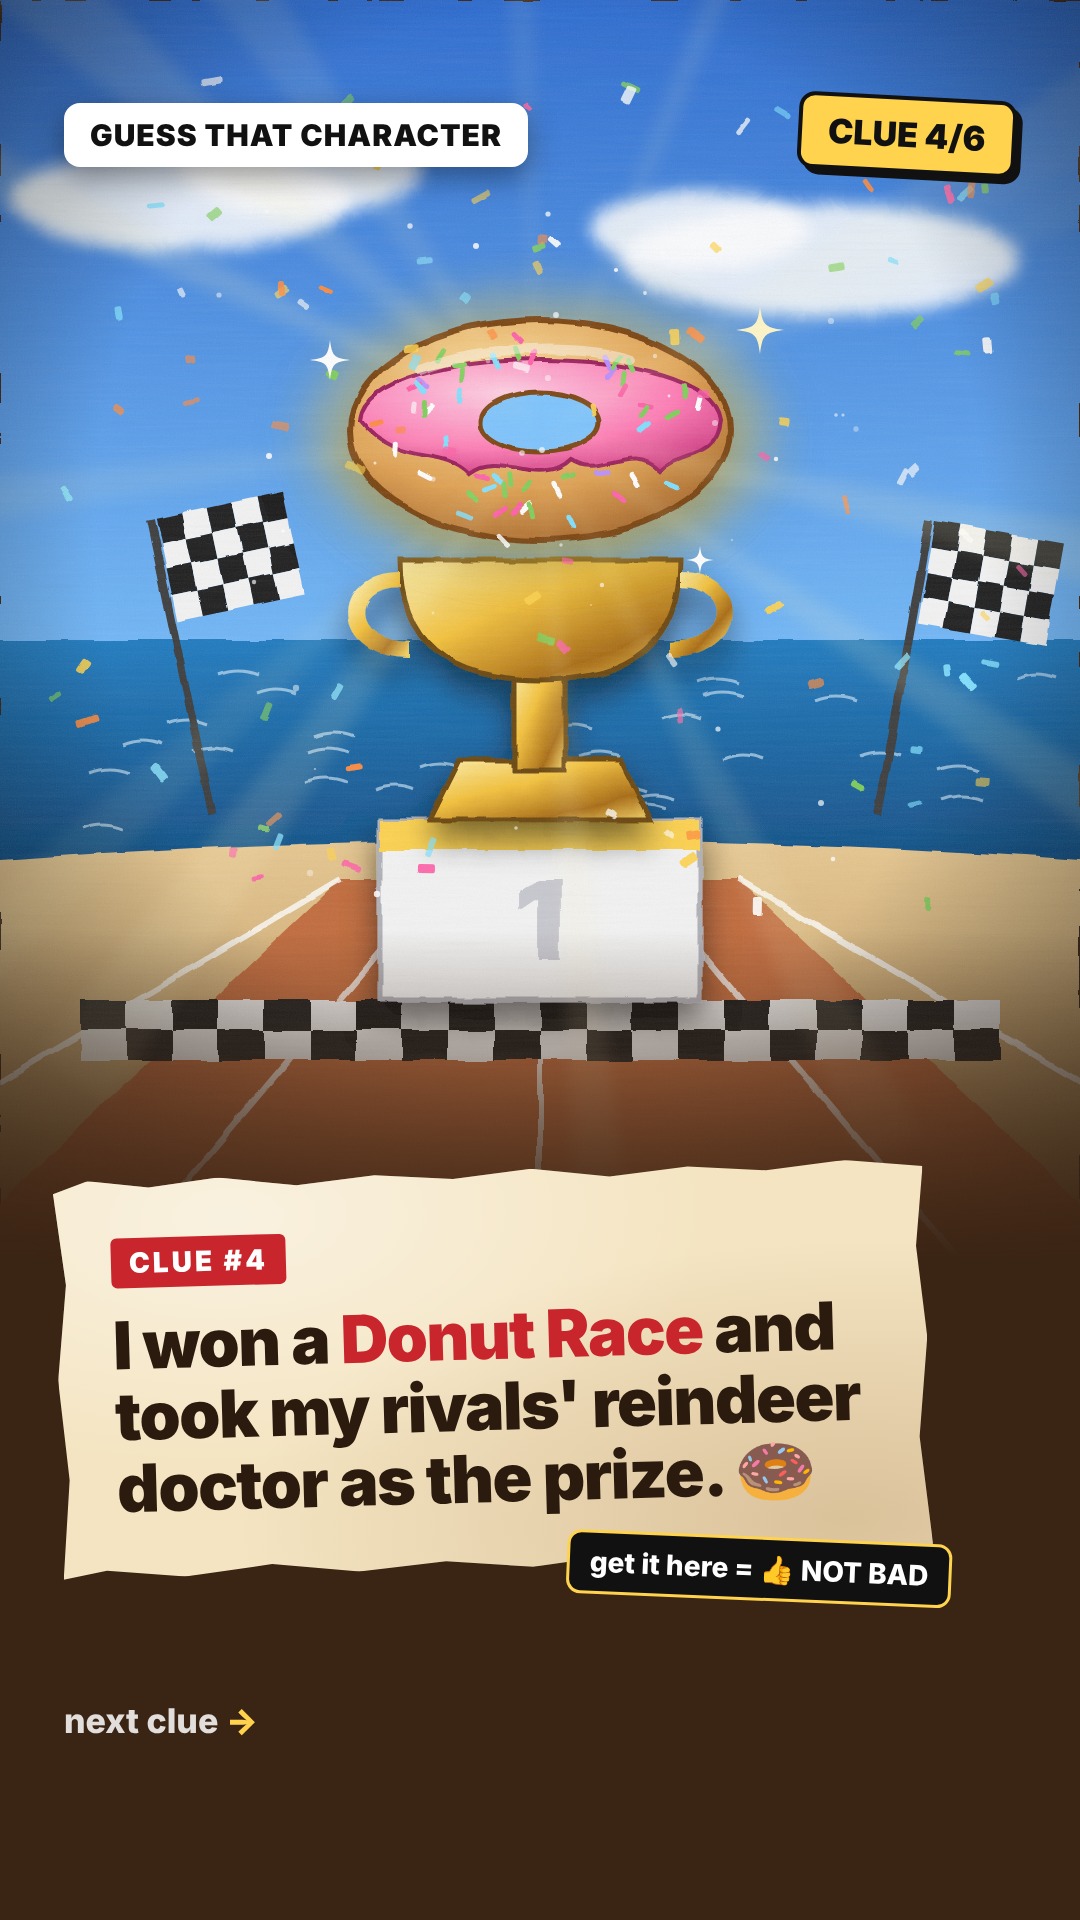 GUESS THAT CHARACTER
CLUE 4/6
1
CLUE #4
I won a Donut Race and
took my rivals' reindeer
doctor as the prize. 🍩
get it here = 👍 NOT BAD
next clue →